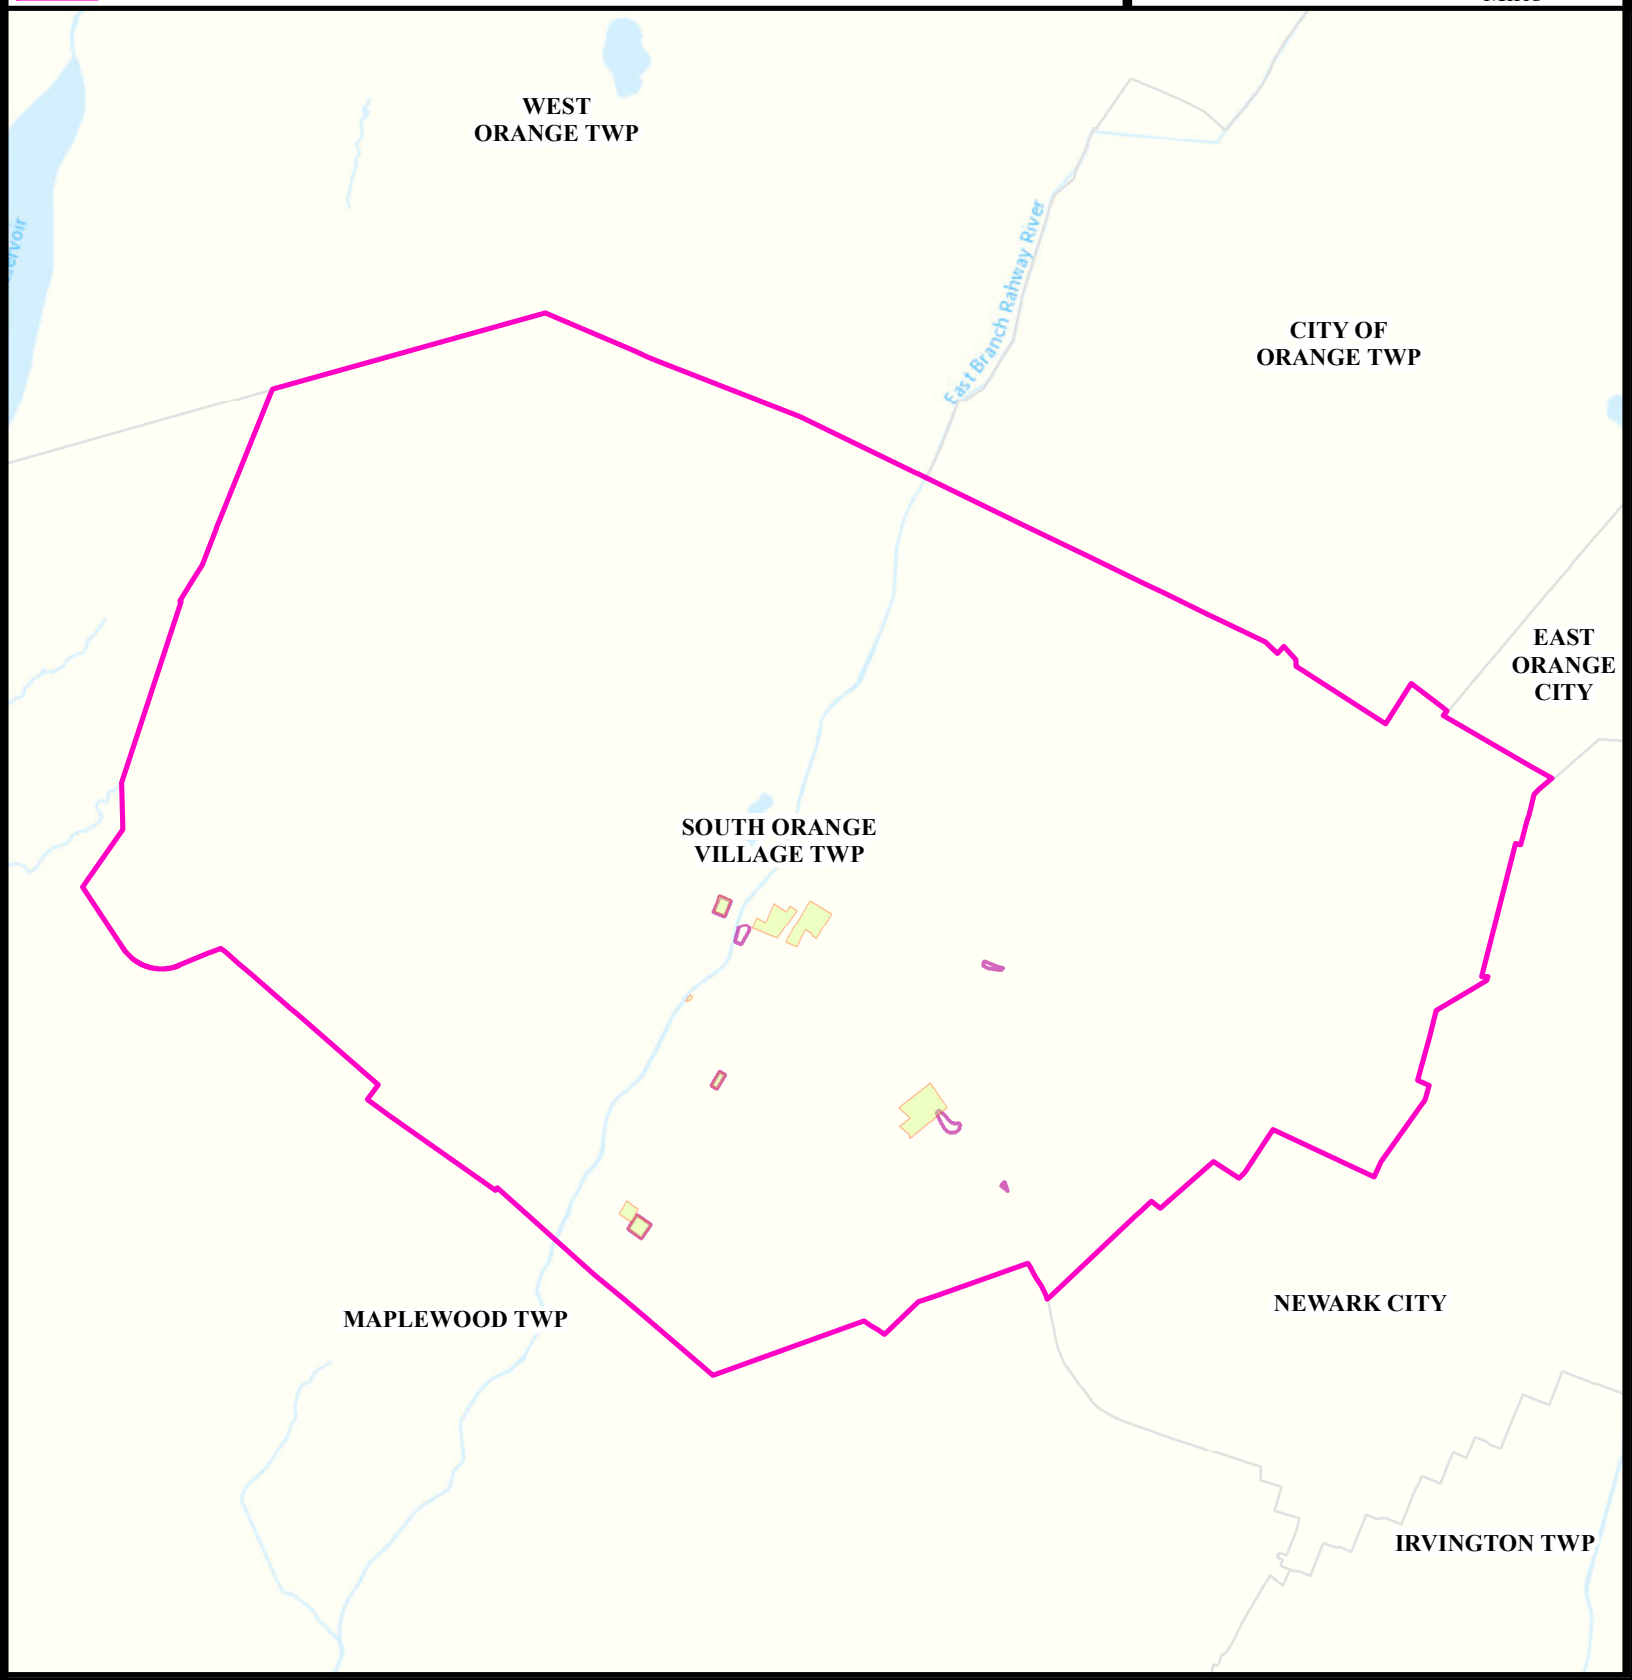 WEST
ORANGE TWP
East Branch Rahway River
CITY OF
ORANGE TWP
EAST
ORANGE
CITY
SOUTH ORANGE
VILLAGE TWP
MAPLEWOOD TWP
NEWARK CITY
IRVINGTON TWP